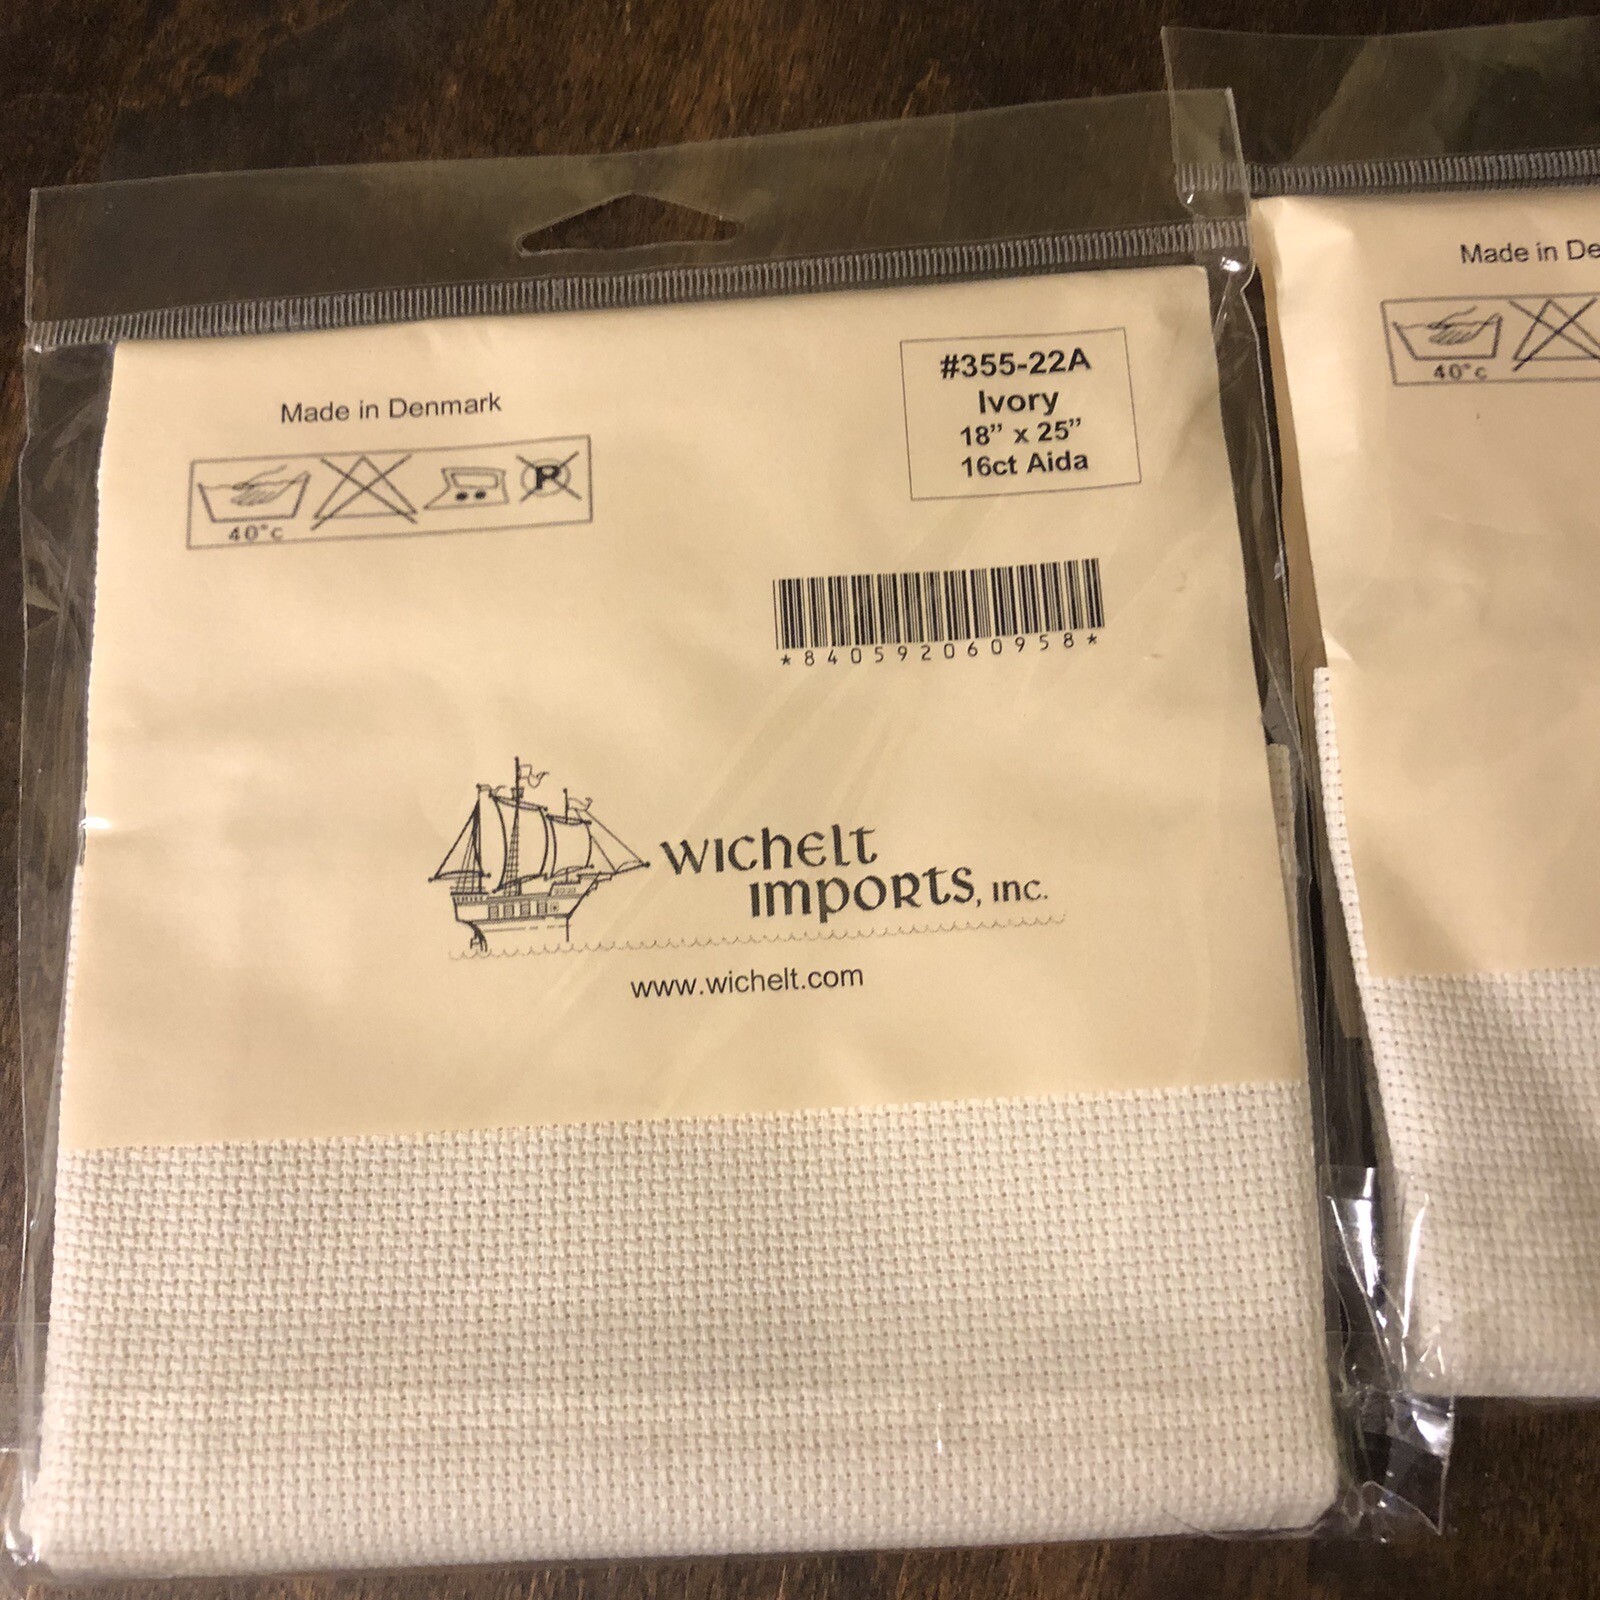 Made in Denmark
40°c
P
#355-22A
Ivory
18” x 25”
16ct Aida
*840592060958*
WICHELT
IMPORTS, INC.
www.wichelt.com
Made in De
40°c